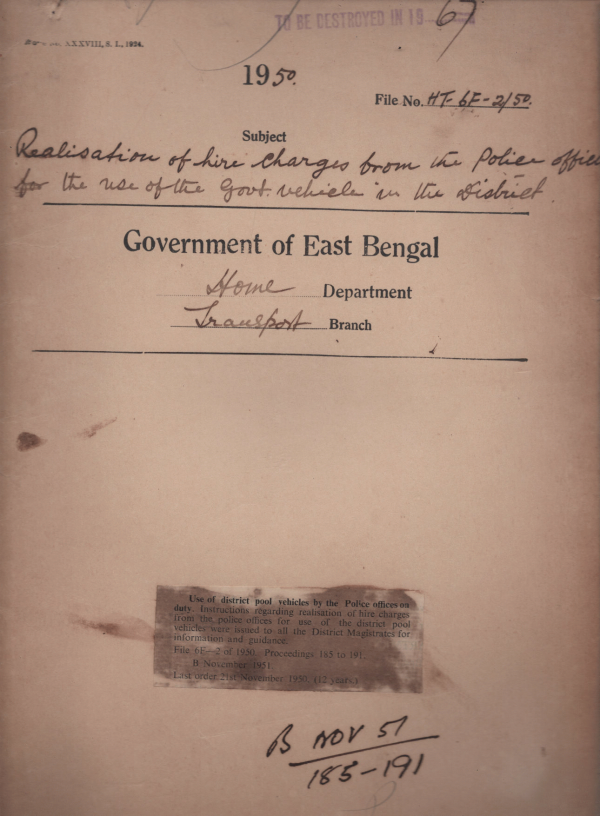 TO BE DESTROYED IN 19 67
XXXVIII, S. I., 1924.
1950.
File No. HT-6F-2/50.
Subject
Realisation of hire charges from the Police office
for the use of the Govt. vehicle in the District.
Government of East Bengal
Home Department
Transport Branch
Use of district pool vehicles by the Police offices on
duty. Instructions regarding realisation of hire charges
from the police offices for use of the district pool
vehicles were issued to all the District Magistrates for
information and guidance.
File 6F—2 of 1950. Proceedings 185 to 191.
B November 1951.
Last order 21st November 1950. (12 years.)
B NOV 51
185-191